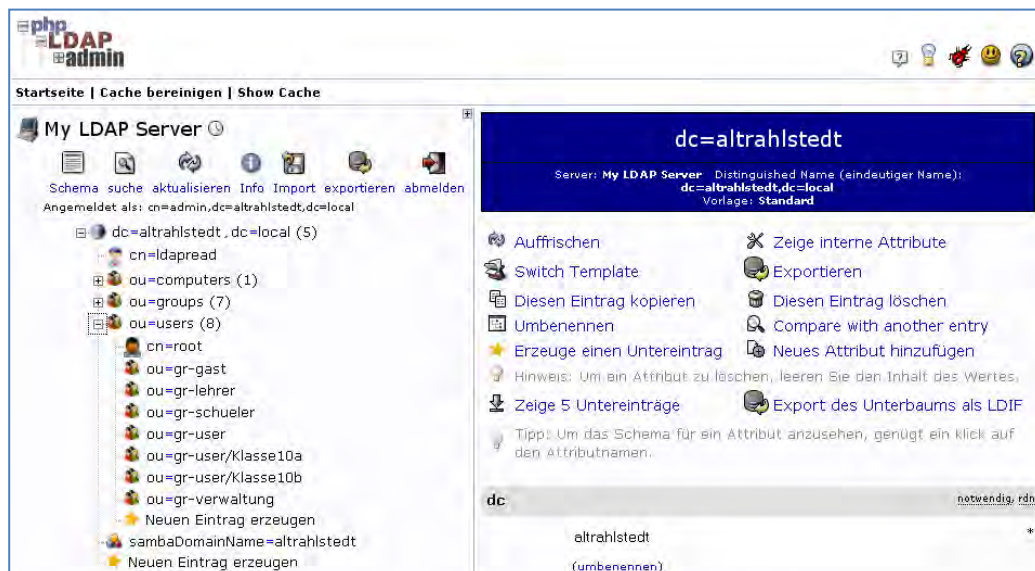 php
LDAP
admin
Startseite | Cache bereinigen | Show Cache
My LDAP Server
Schema suche aktualisieren Info Import exportieren abmelden
Angemeldet als: cn=admin,dc=altrahlstedt,dc=local
dc=altrahlstedt,dc=local (5)
cn=ldapread
ou=computers (1)
ou=groups (7)
ou=users (8)
cn=root
ou=gr-gast
ou=gr-lehrer
ou=gr-schueler
ou=gr-user
ou=gr-user/Klasse10a
ou=gr-user/Klasse10b
ou=gr-verwaltung
Neuen Eintrag erzeugen
sambaDomainName=altrahlstedt
Neuen Eintrag erzeugen
dc=altrahlstedt
Server: My LDAP Server Distinguished Name (eindeutiger Name):
dc=altrahlstedt,dc=local
Vorlage: Standard
Auffrischen
Zeige interne Attribute
Switch Template
Exportieren
Diesen Eintrag kopieren
Diesen Eintrag löschen
Umbenennen
Compare with another entry
Erzeuge einen Untereintrag
Neues Attribut hinzufügen
Hinweis: Um ein Attribut zu löschen, leeren Sie den Inhalt des Wertes.
Zeige 5 Untereinträge
Export des Unterbaums als LDIF
Tipp: Um das Schema für ein Attribut anzusehen, genügt ein klick auf
den Attributnamen.
dc
notwendig, rdn
altrahlstedt
*
(umbenennen)